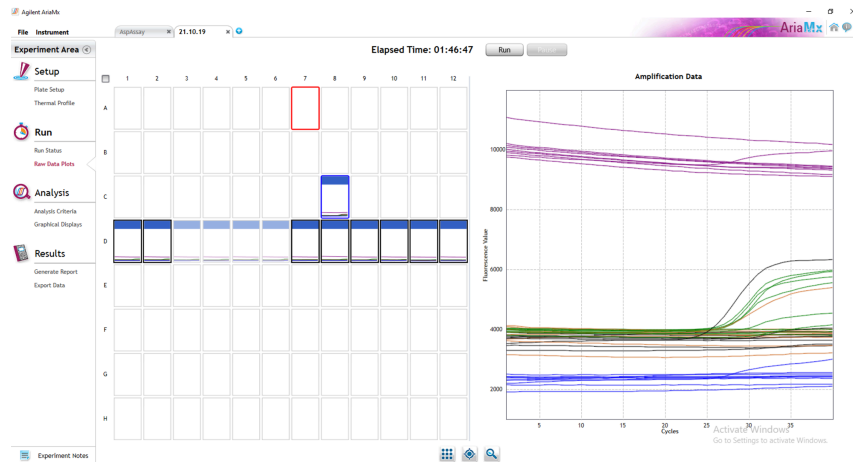 Agilent AriaMx
File Instrument
AspAssay × 21.10.19 ×
AriaMx
Experiment Area
Elapsed Time: 01:46:47 Run
Setup
Plate Setup
Thermal Profile
Run
Run Status
Raw Data Plots
Analysis
Analysis Criteria
Graphical Displays
Results
Generate Report
Export Data
Experiment Notes
1 2 3 4 5 6 7 8 9 10 11 12
A
B
C
D
E
F
G
H
Amplification Data
Fluorescence Value
10000
8000
6000
4000
2000
5 10 15 20 25 30 35
Cycles
Activate Windows
Go to Settings to activate Windows.